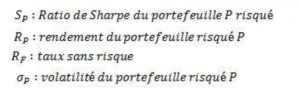 S_P : Ratio de Sharpe du portefeuille P risqué
R_P : rendement du portefeuille risqué P
R_F : taux sans risque
σ_P : volatilité du portefeuille risqué P